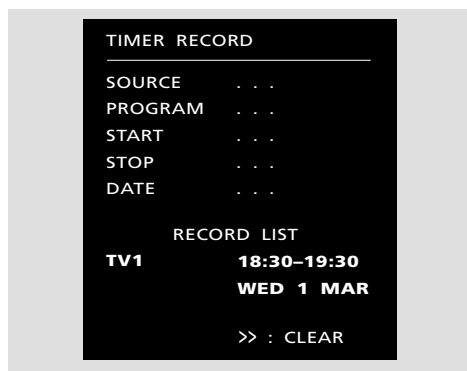 TIMER RECORD
SOURCE . . .
PROGRAM . . .
START . . .
STOP . . .
DATE . . .
RECORD LIST
TV1 18:30–19:30
WED 1 MAR
>> : CLEAR